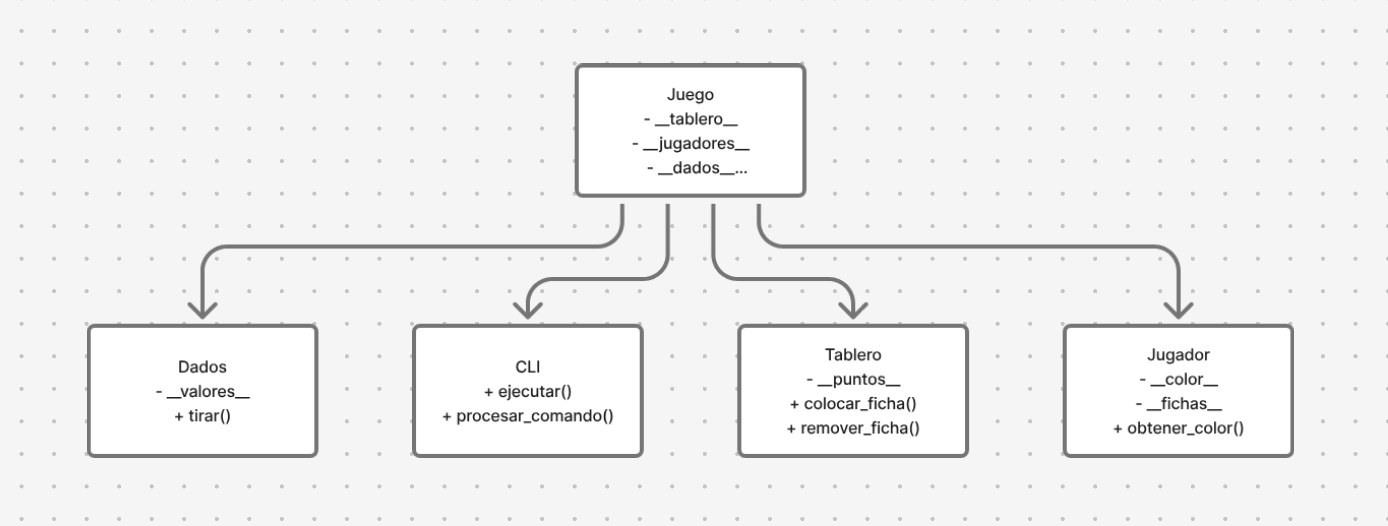 Juego
- __tablero__
- __jugadores__
- __dados__...
Dados
- __valores__
+ tirar()
CLI
+ ejecutar()
+ procesar_comando()
Tablero
- __puntos__
+ colocar_ficha()
+ remover_ficha()
Jugador
- __color__
- __fichas__
+ obtener_color()